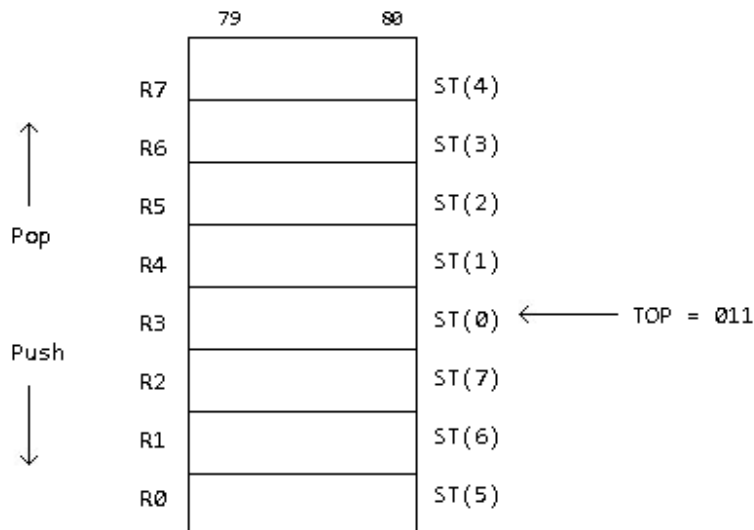 79 80
R7 ST(4)
R6 ST(3)
R5 ST(2)
Pop
R4 ST(1)
R3 ST(0) TOP = 011
Push
R2 ST(7)
R1 ST(6)
R0 ST(5)